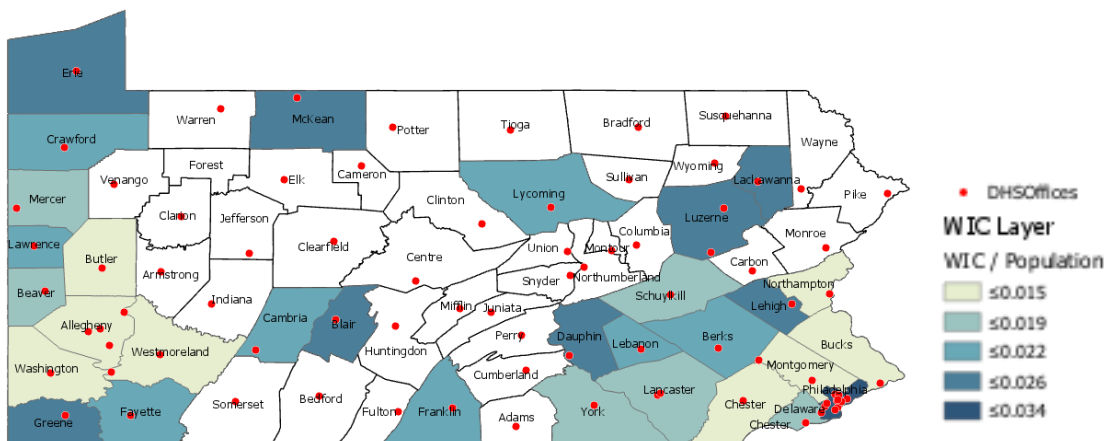 Erie
Warren
McKean
Potter
Tioga
Bradford
Susquehanna
Wayne
Crawford
Forest
Venango
Elk
Cameron
Sullivan
Wyoming
Lackawanna
Pike
Mercer
Clarion
Jefferson
Clinton
Lycoming
Luzerne
Columbia
Monroe
Lawrence
Butler
Armstrong
Clearfield
Centre
Union
Montour
Carbon
Beaver
Indiana
Snyder
Northumberland
Northampton
Schuylkill
Lehigh
Allegheny
Cambria
Blair
Mifflin
Juniata
Dauphin
Lebanon
Berks
Bucks
Westmoreland
Huntingdon
Perry
Montgomery
Washington
Cumberland
Lancaster
Philadelphia
Greene
Fayette
Somerset
Bedford
Fulton
Franklin
Adams
York
Chester
Delaware
Chester
DHSOffices
WIC Layer
WIC / Population
≤0.015
≤0.019
≤0.022
≤0.026
≤0.034